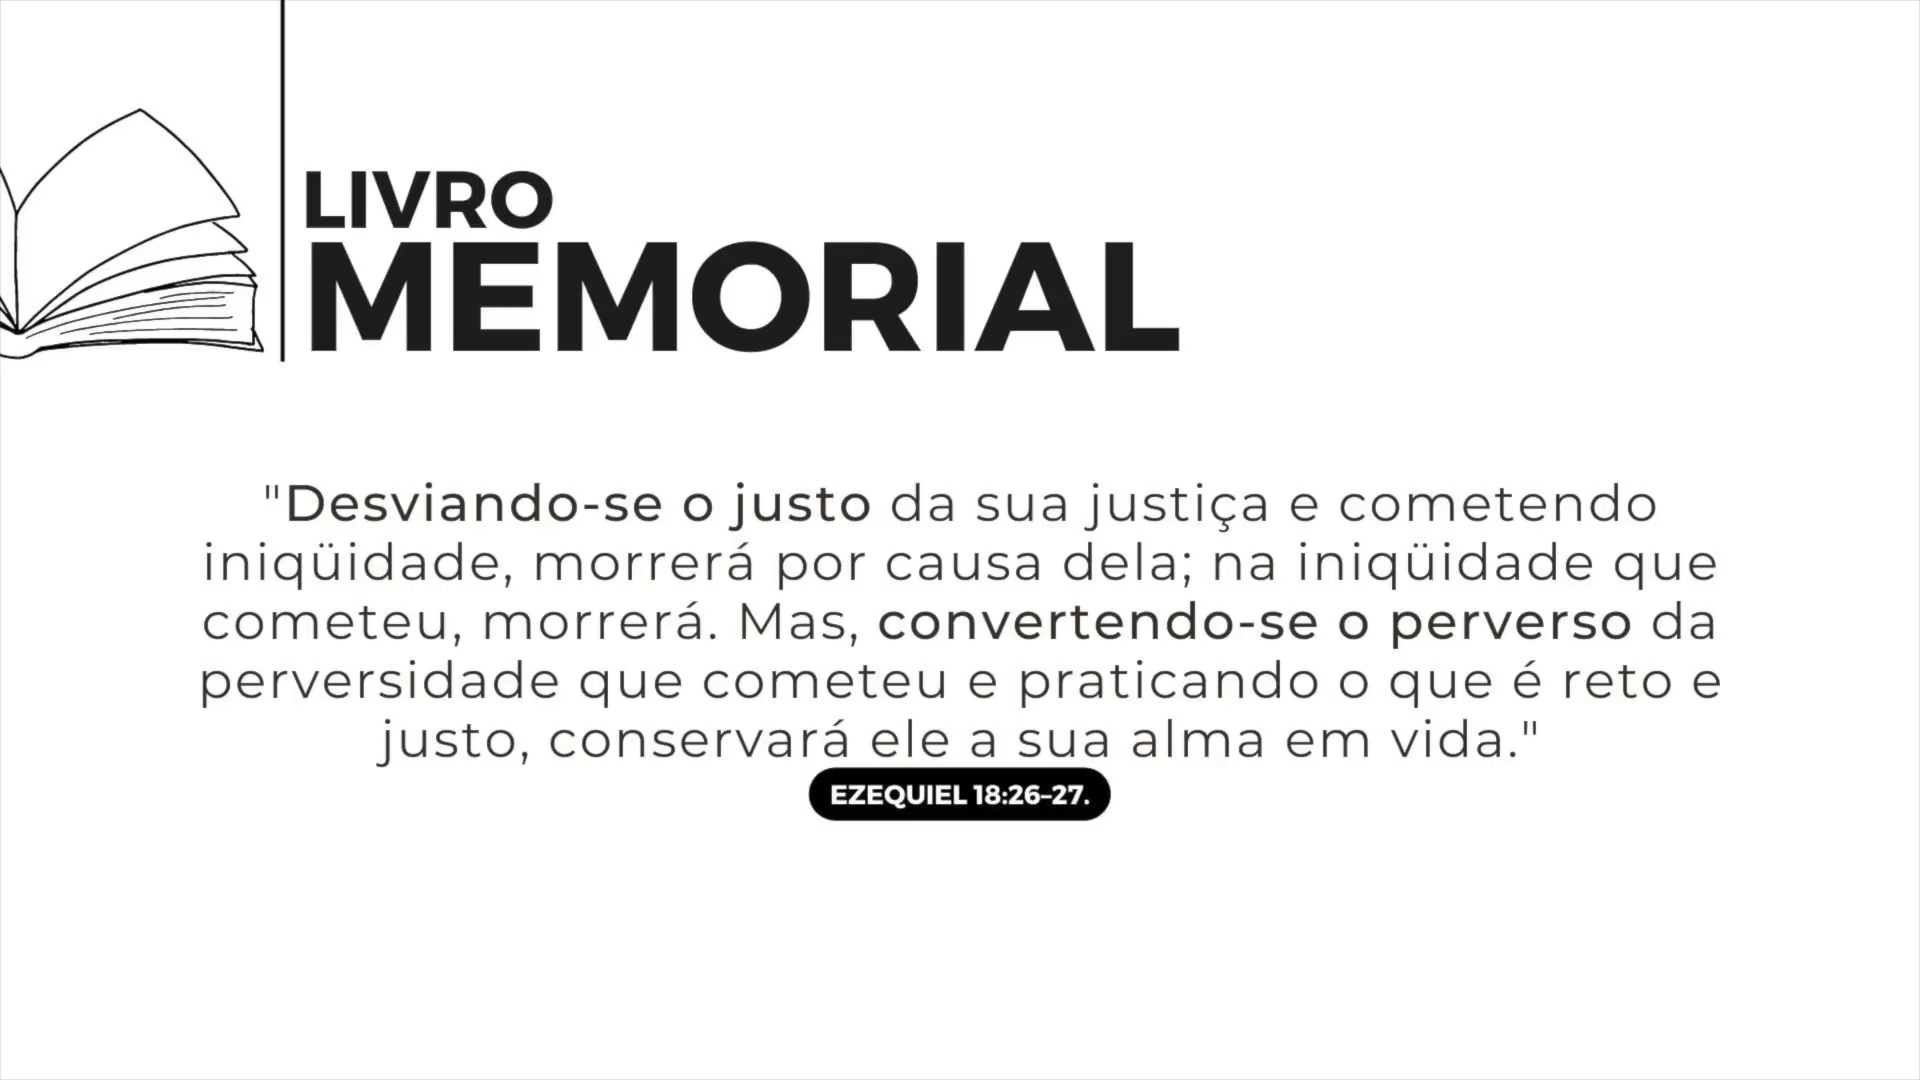 LIVRO
MEMORIAL
"Desviando-se o justo da sua justiça e cometendo
iniqüidade, morrerá por causa dela; na iniqüidade que
cometeu, morrerá. Mas, convertendo-se o perverso da
perversidade que cometeu e praticando o que é reto e
justo, conservará ele a sua alma em vida."
EZEQUIEL 18:26-27.